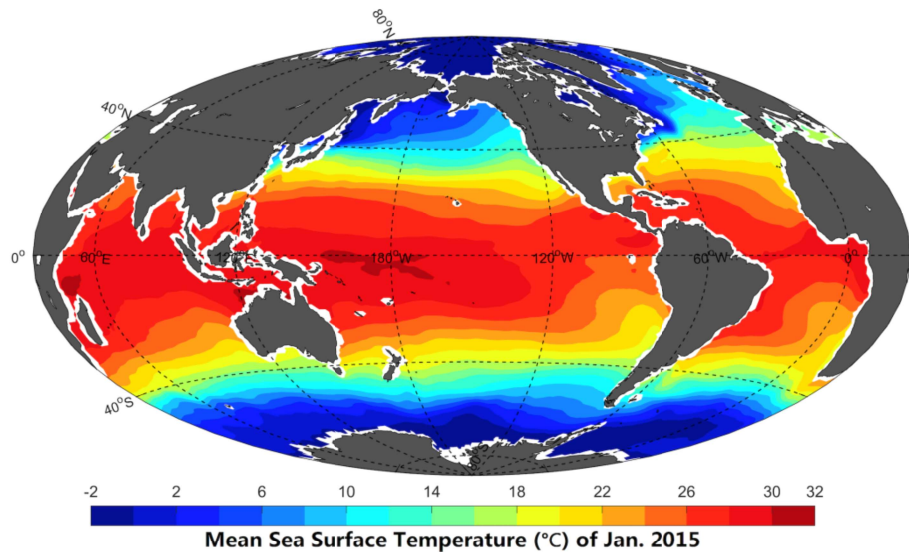 80°N
40°N
0° 60°E 120°E 180°W 120°W 60°W 0°
40°S
-2 2 6 10 14 18 22 26 30 32
Mean Sea Surface Temperature (°C) of Jan. 2015